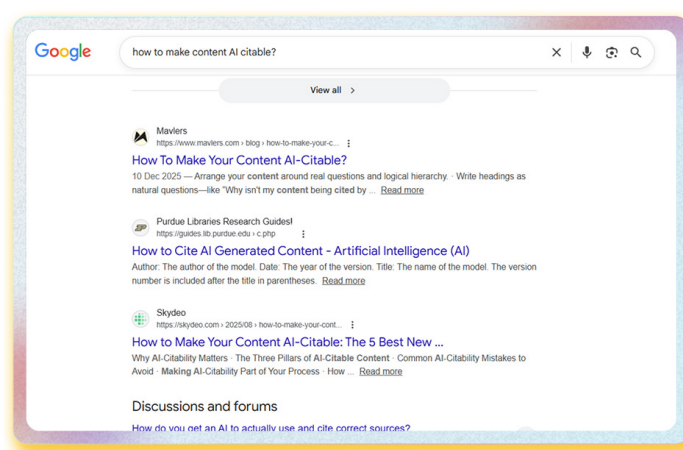 Google
how to make content AI citable?
View all
Mavlers
https://www.mavlers.com › blog › how-to-make-your-c...
How To Make Your Content AI-Citable?
10 Dec 2025 — Arrange your content around real questions and logical hierarchy. · Write headings as
natural questions—like "Why isn't my content being cited by ... Read more
Purdue Libraries Research Guides!
https://guides.lib.purdue.edu › c.php
How to Cite AI Generated Content - Artificial Intelligence (AI)
Author: The author of the model. Date: The year of the version. Title: The name of the model. The version
number is included after the title in parentheses. Read more
Skydeo
https://skydeo.com › 2025/08 › how-to-make-your-cont...
How to Make Your Content AI-Citable: The 5 Best New ...
Why AI-Citability Matters · The Three Pillars of AI-Citable Content · Common AI-Citability Mistakes to
Avoid · Making AI-Citability Part of Your Process · How ... Read more
Discussions and forums
How do you get an AI to actually use and cite correct sources?